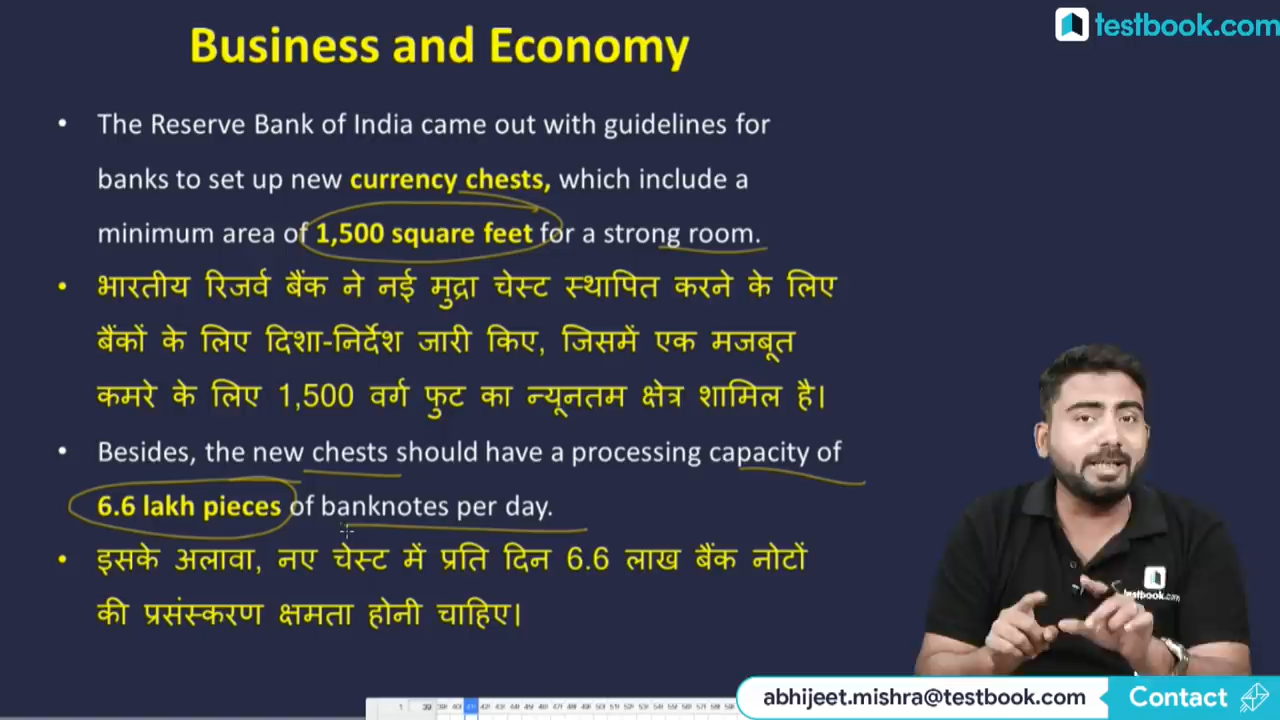 Business and Economy
testbook.com
• The Reserve Bank of India came out with guidelines for
banks to set up new currency chests, which include a
minimum area of 1,500 square feet for a strong room.
• भारतीय रिजर्व बैंक ने नई मुद्रा चेस्ट स्थापित करने के लिए
बैंकों के लिए दिशा-निर्देश जारी किए, जिसमें एक मजबूत
कमरे के लिए 1,500 वर्ग फुट का न्यूनतम क्षेत्र शामिल है।
• Besides, the new chests should have a processing capacity of
6.6 lakh pieces of banknotes per day.
• इसके अलावा, नए चेस्ट में प्रति दिन 6.6 लाख बैंक नोटों
की प्रसंस्करण क्षमता होनी चाहिए।
testbook.com
abhijeet.mishra@testbook.com Contact